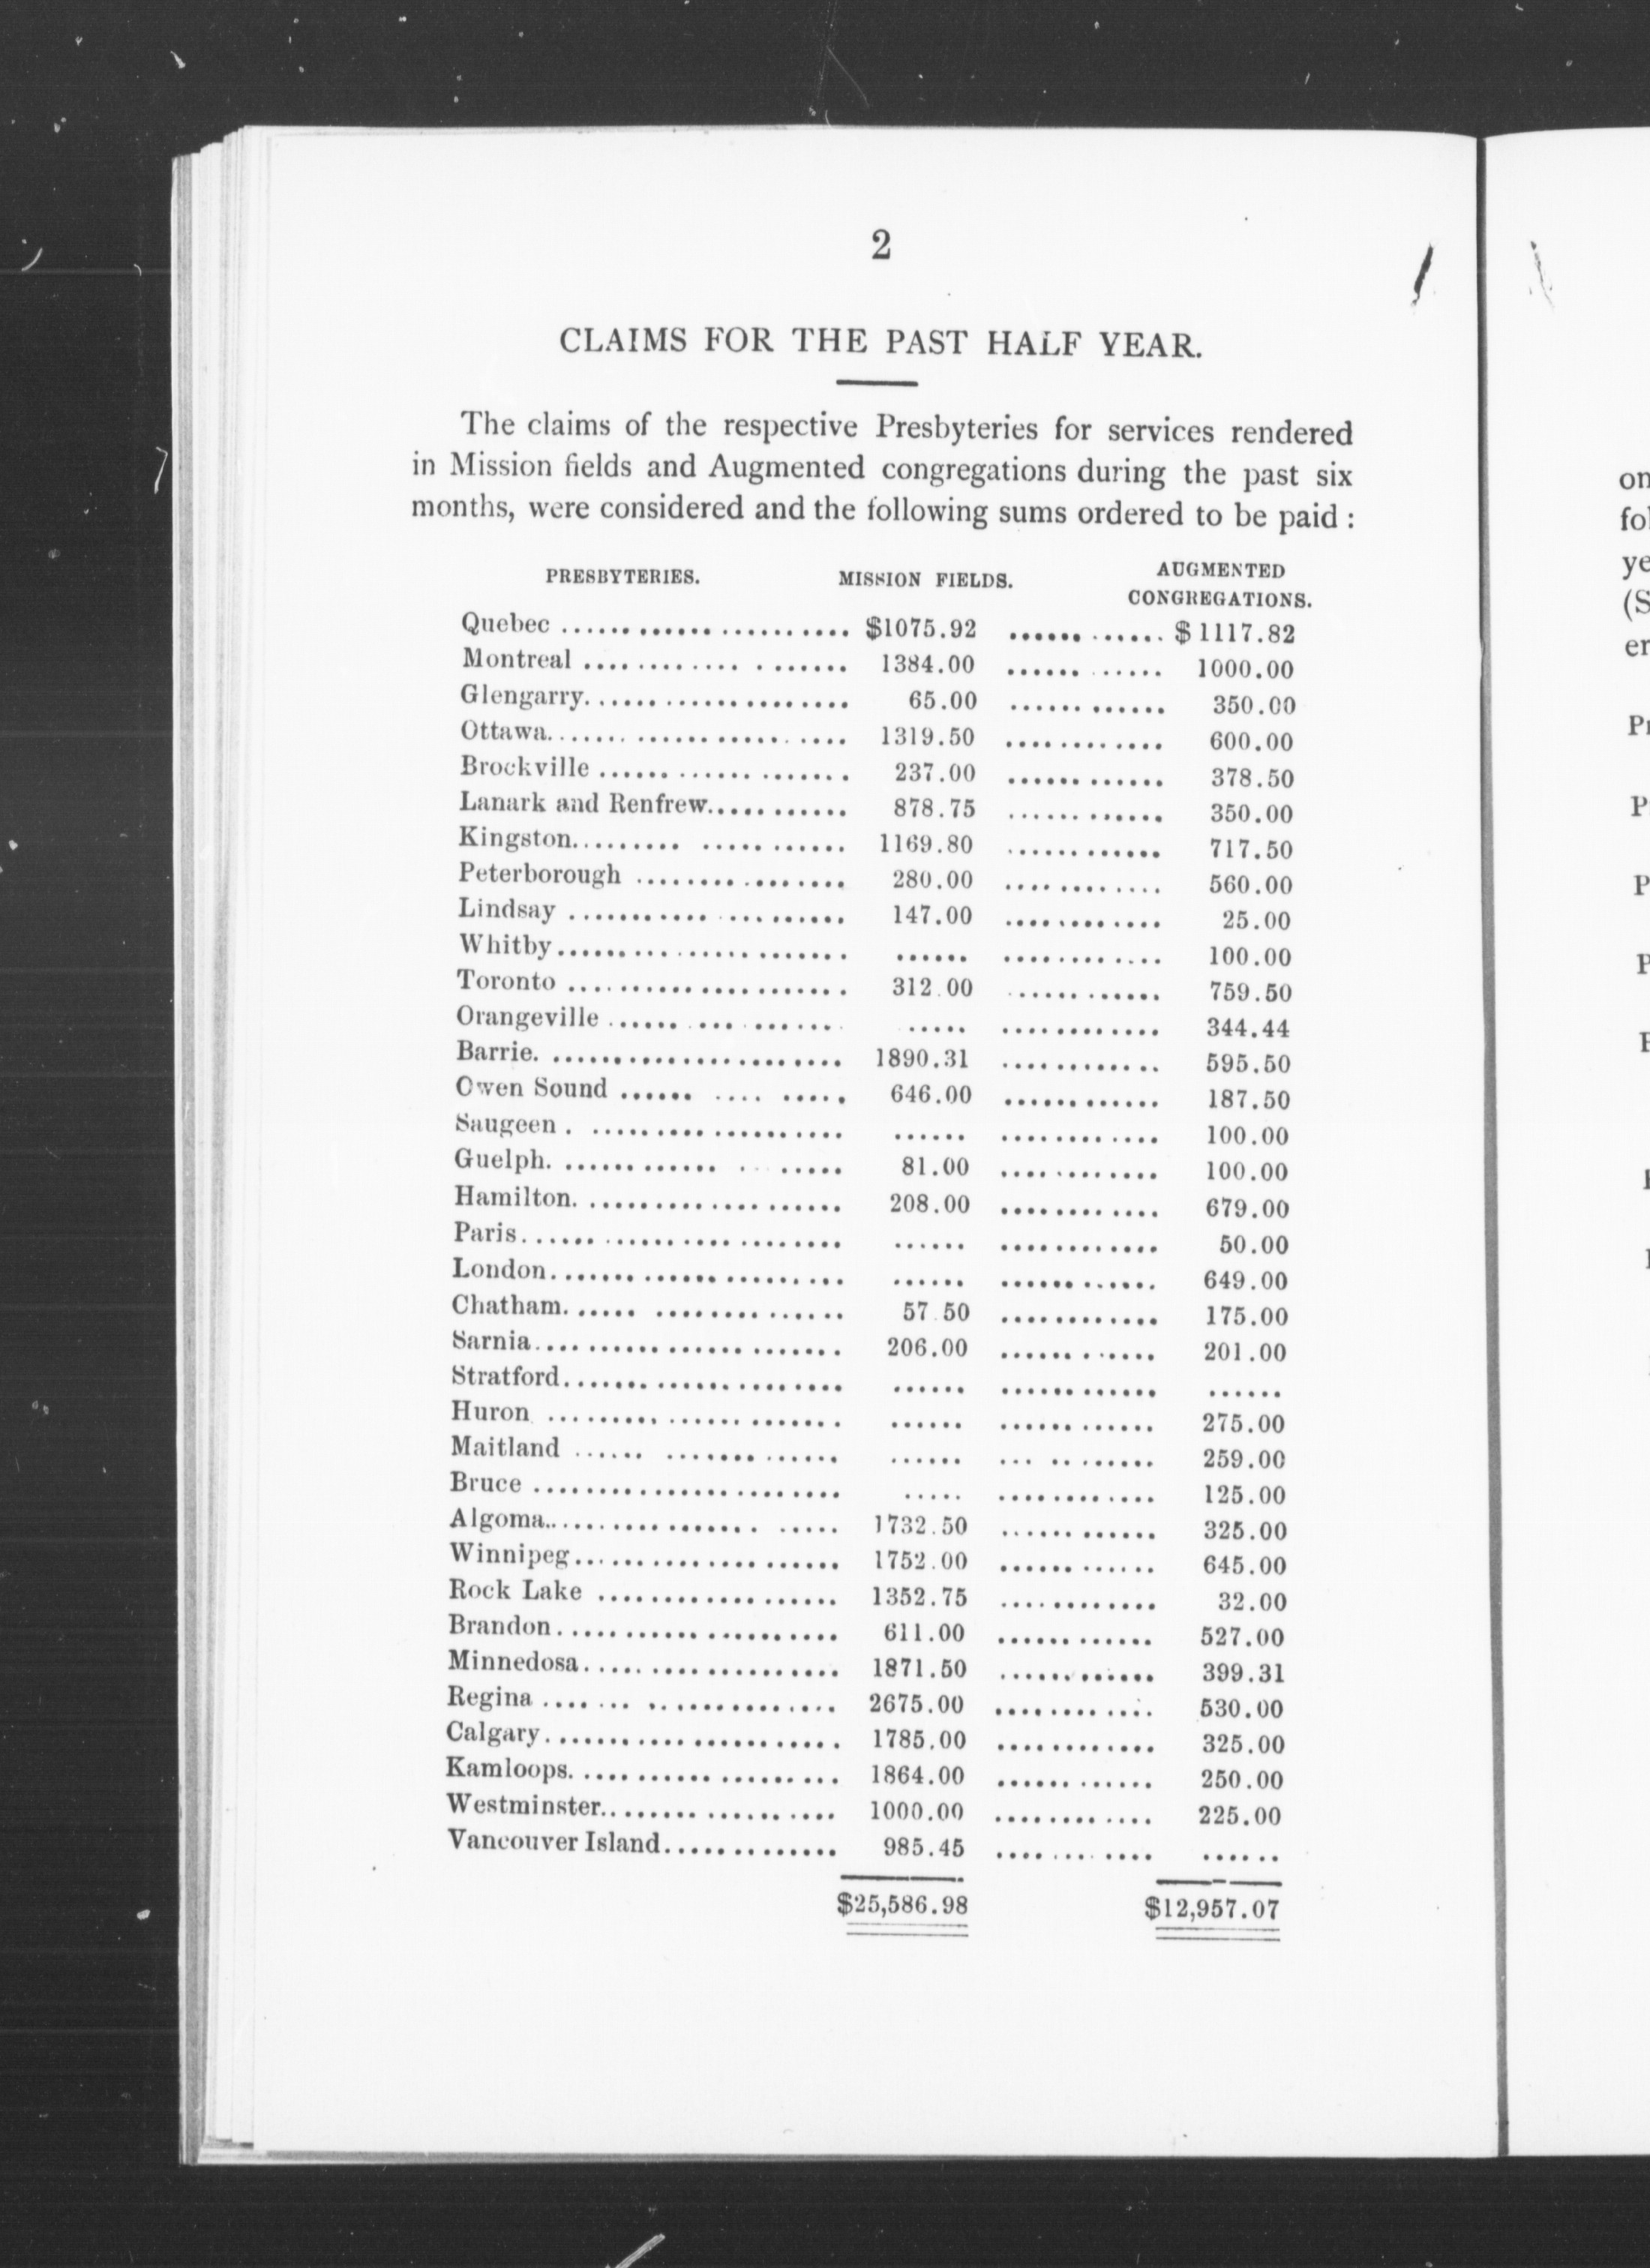 2
CLAIMS FOR THE PAST HALF YEAR.
The claims of the respective Presbyteries for services rendered
in Mission fields and Augmented congregations during the past six
months, were considered and the following sums ordered to be paid :
PRESBYTERIES. MISSION FIELDS. AUGMENTED
CONGREGATIONS.
Quebec ...... $1075.92 ...... $ 1117.82
Montreal ...... 1384.00 ...... 1000.00
Glengarry ...... 65.00 ...... 350.00
Ottawa ...... 1319.50 ...... 600.00
Brockville ...... 237.00 ...... 378.50
Lanark and Renfrew ...... 878.75 ...... 350.00
Kingston ...... 1169.80 ...... 717.50
Peterborough ...... 280.00 ...... 560.00
Lindsay ...... 147.00 ...... 25.00
Whitby ...... ...... ...... 100.00
Toronto ...... 312.00 ...... 759.50
Orangeville ...... ..... ...... 344.44
Barrie. ...... 1890.31 ...... 595.50
Owen Sound ...... 646.00 ...... 187.50
Saugeen ...... ...... ...... 100.00
Guelph. ...... 81.00 ...... 100.00
Hamilton. ...... 208.00 ...... 679.00
Paris ...... ...... ...... 50.00
London ...... ...... ...... 649.00
Chatham. ...... 57.50 ...... 175.00
Sarnia ...... 206.00 ...... 201.00
Stratford ...... ...... ...... ......
Huron ...... ...... ...... 275.00
Maitland ...... ...... ...... 259.00
Bruce ...... ..... ...... 125.00
Algoma ...... 1732.50 ...... 325.00
Winnipeg ...... 1752.00 ...... 645.00
Rock Lake ...... 1352.75 ...... 32.00
Brandon ...... 611.00 ...... 527.00
Minnedosa ...... 1871.50 ...... 399.31
Regina ...... 2675.00 ...... 530.00
Calgary ...... 1785.00 ...... 325.00
Kamloops. ...... 1864.00 ...... 250.00
Westminster ...... 1000.00 ...... 225.00
Vancouver Island ...... 985.45 ...... ......
$25,586.98 $12,957.07